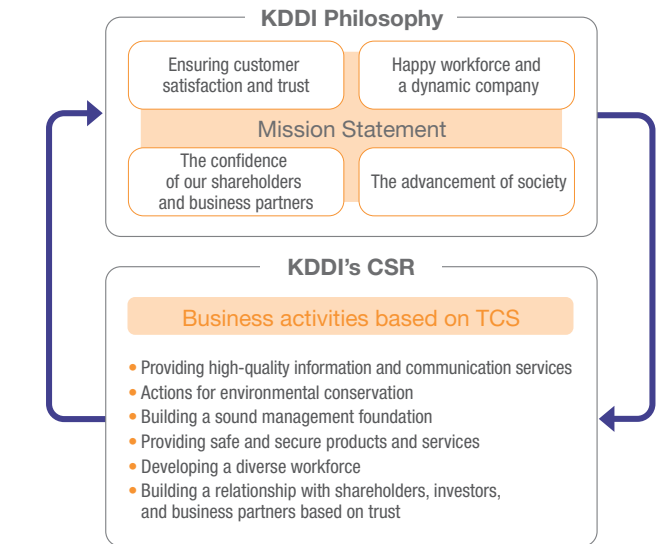 KDDI Philosophy
Ensuring customer
satisfaction and trust
Happy workforce and
a dynamic company
Mission Statement
The confidence
of our shareholders
and business partners
The advancement of society
KDDI's CSR
Business activities based on TCS
• Providing high-quality information and communication services
• Actions for environmental conservation
• Building a sound management foundation
• Providing safe and secure products and services
• Developing a diverse workforce
• Building a relationship with shareholders, investors,
and business partners based on trust